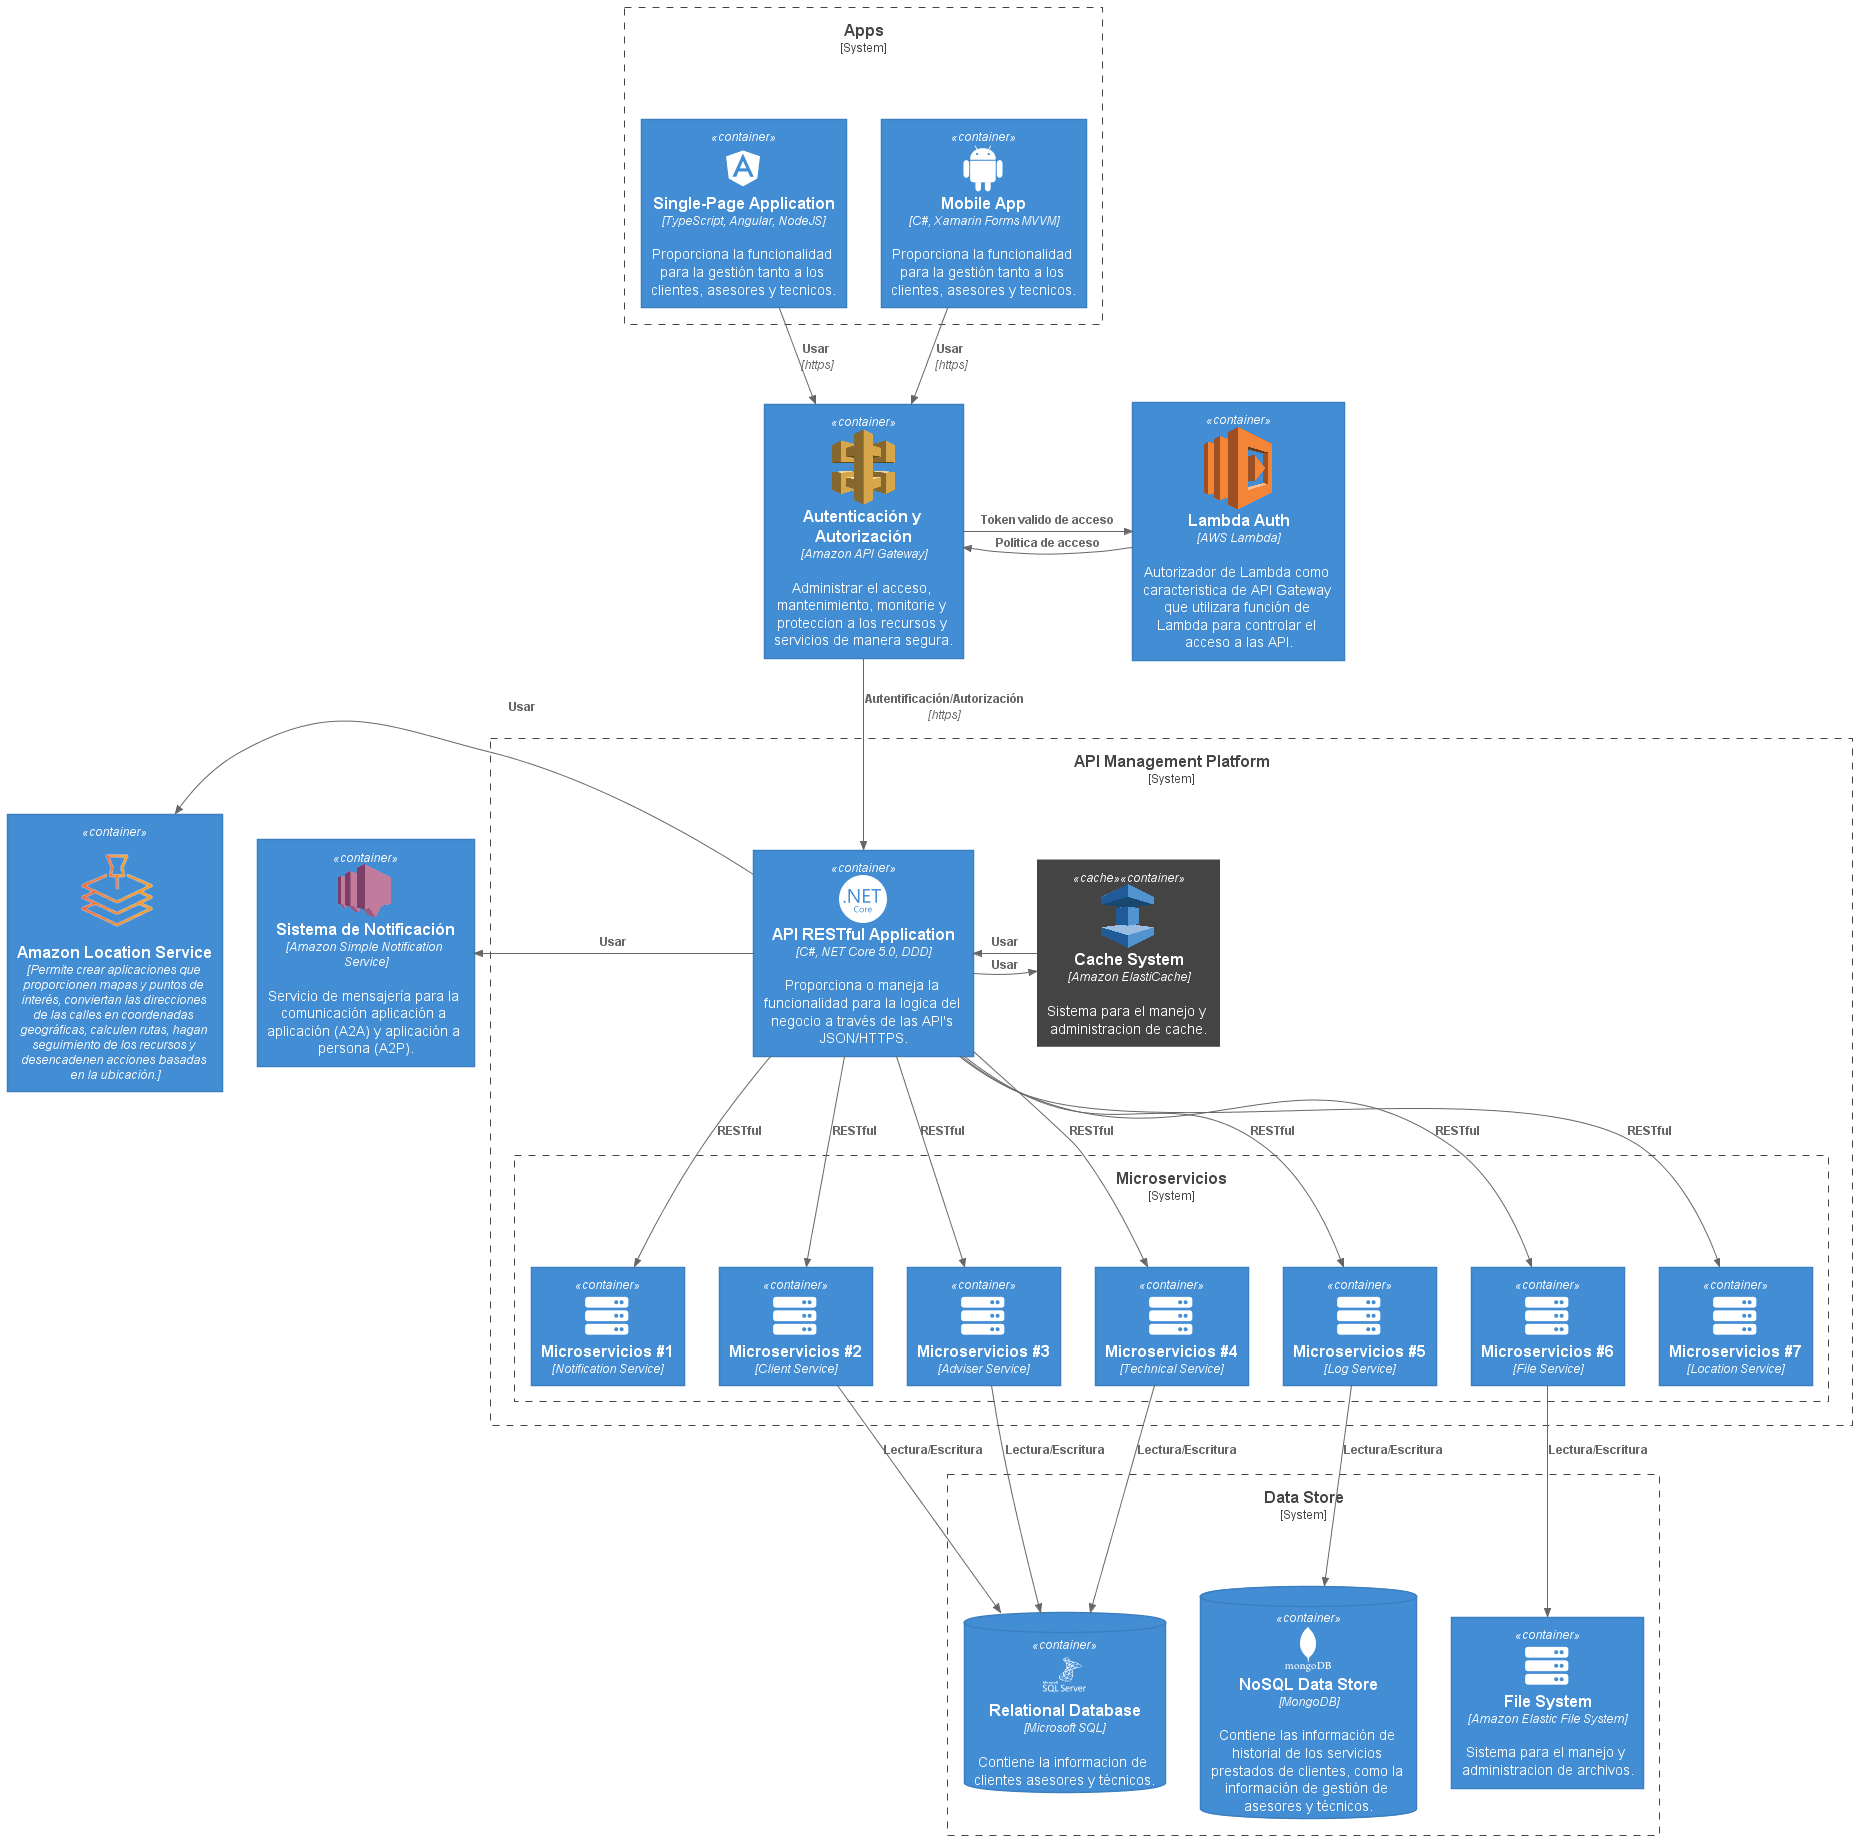 Apps
[System]
«container»
Single-Page Application
[TypeScript, Angular, NodeJS]
Proporciona la funcionalidad
para la gestión tanto a los
clientes, asesores y tecnicos.
«container»
Mobile App
[C#, Xamarin Forms MVVM]
Proporciona la funcionalidad
para la gestión tanto a los
clientes, asesores y tecnicos.
Usar
[https]
Usar
[https]
«container»
Autenticación y
Autorización
[Amazon API Gateway]
Administrar el acceso,
mantenimiento, monitorie y
proteccion a los recursos y
servicios de manera segura.
Token valido de acceso
Politica de acceso
«container»
Lambda Auth
[AWS Lambda]
Autorizador de Lambda como
caracteristica de API Gateway
que utilizara función de
Lambda para controlar el
acceso a las API.
Usar
Autentificación/Autorización
[https]
API Management Platform
[System]
«container»
Amazon Location Service
[Permite crear aplicaciones que
proporcionen mapas y puntos de
interés, conviertan las direcciones
de las calles en coordenadas
geográficas, calculen rutas, hagan
seguimiento de los recursos y
desencadenen acciones basadas
en la ubicación.]
«container»
Sistema de Notificación
[Amazon Simple Notification
Service]
Servicio de mensajería para la
comunicación aplicación a
aplicación (A2A) y aplicación a
persona (A2P).
Usar
«container»
.NET
Core
API RESTful Application
[C#, NET Core 5.0, DDD]
Proporciona o maneja la
funcionalidad para la logica del
negocio a través de las API's
JSON/HTTPS.
Usar
Usar
«cache»«container»
Cache System
[Amazon ElastiCache]
Sistema para el manejo y
administracion de cache.
RESTful
RESTful
RESTful
RESTful
RESTful
RESTful
RESTful
Microservicios
[System]
«container»
Microservicios #1
[Notification Service]
«container»
Microservicios #2
[Client Service]
«container»
Microservicios #3
[Adviser Service]
«container»
Microservicios #4
[Technical Service]
«container»
Microservicios #5
[Log Service]
«container»
Microservicios #6
[File Service]
«container»
Microservicios #7
[Location Service]
Lectura/Escritura
Lectura/Escritura
Lectura/Escritura
Lectura/Escritura
Lectura/Escritura
Data Store
[System]
«container»
Microsoft
SQL Server
Relational Database
[Microsoft SQL]
Contiene la informacion de
clientes asesores y técnicos.
«container»
mongoDB
NoSQL Data Store
[MongoDB]
Contiene las información de
historial de los servicios
prestados de clientes, como la
información de gestión de
asesores y técnicos.
«container»
File System
[Amazon Elastic File System]
Sistema para el manejo y
administracion de archivos.